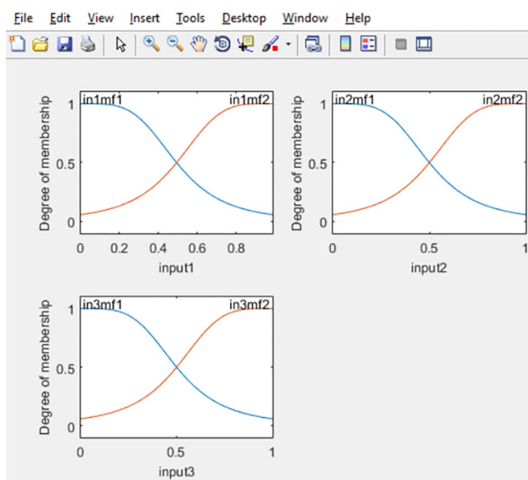 File Edit View Insert Tools Desktop Window Help
in1mf1 in1mf2
Degree of membership
1
0.5
0
0 0.2 0.4 0.6 0.8
input1
in2mf1 in2mf2
Degree of membership
1
0.5
0
0 0.5 1
input2
in3mf1 in3mf2
Degree of membership
1
0.5
0
0 0.5 1
input3